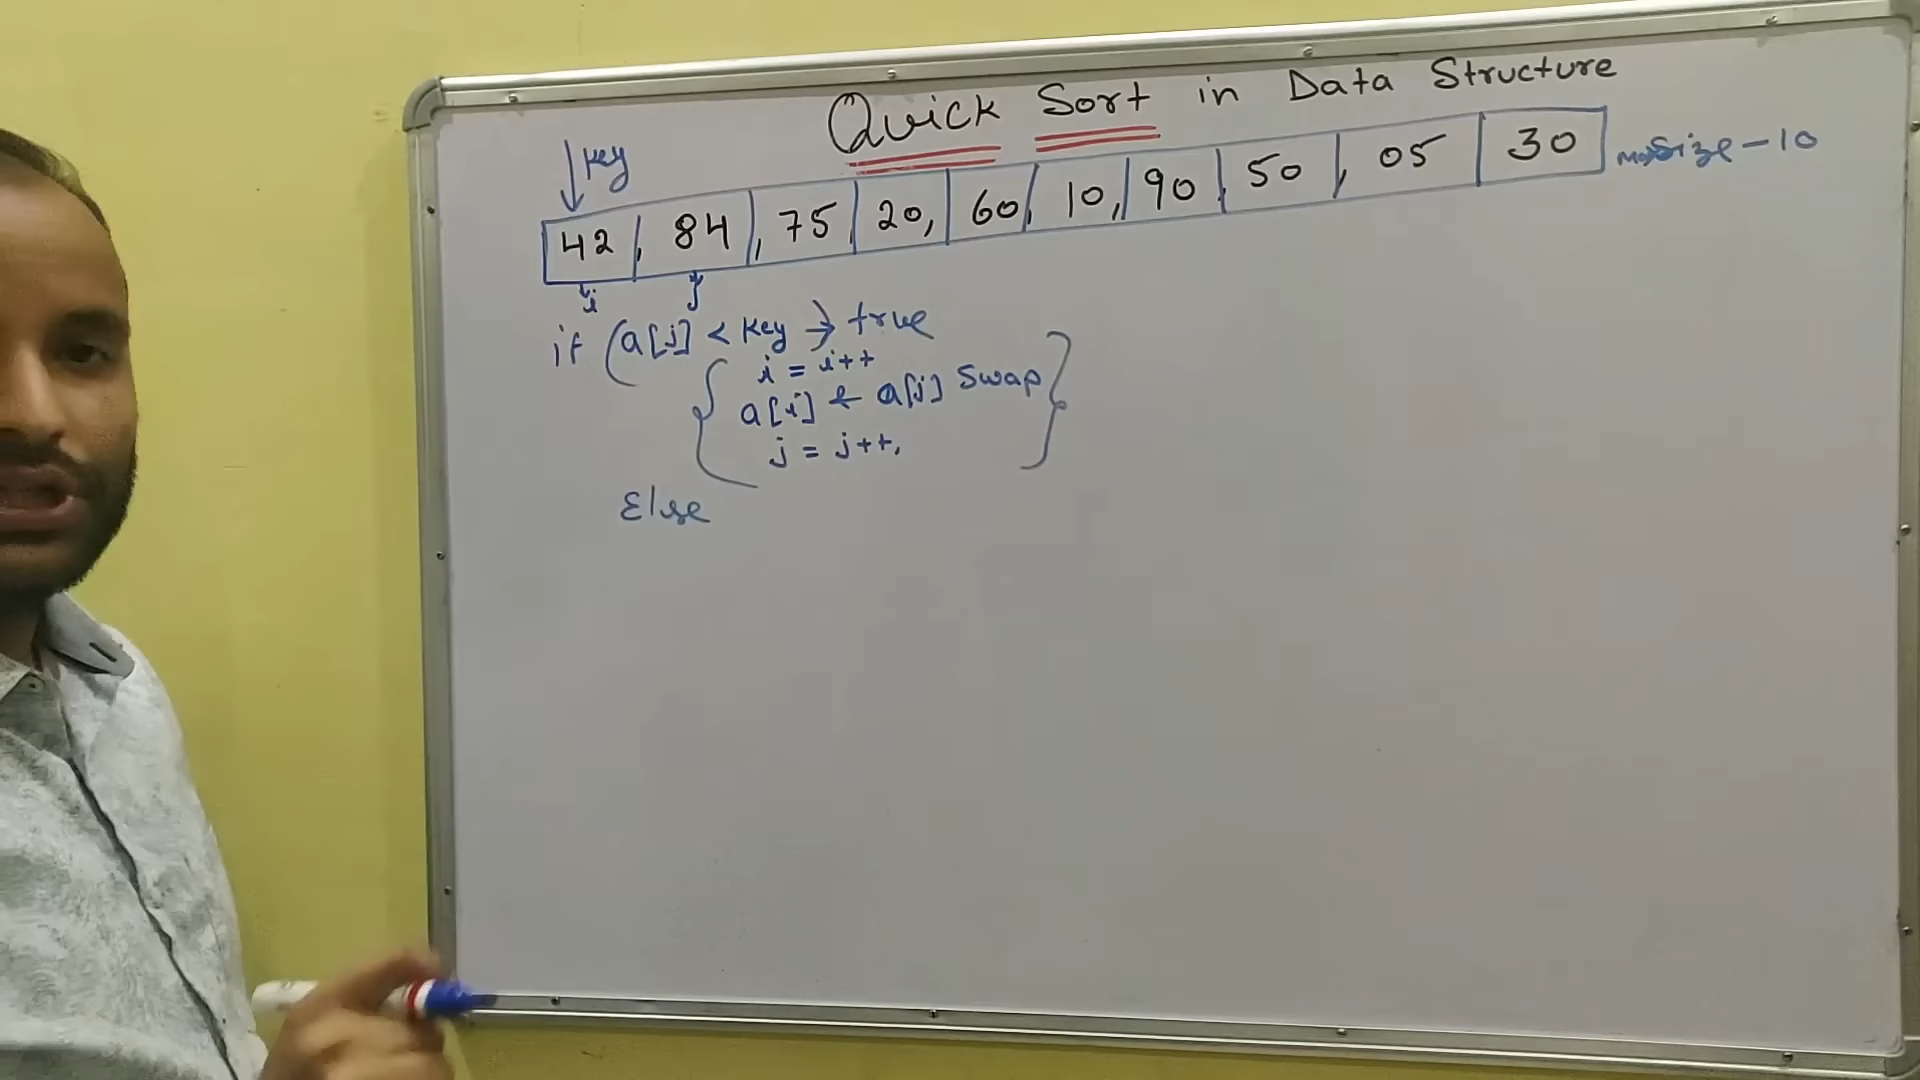 Quick Sort in Data Structure
key
42, 84, 75, 20, 60, 10, 90, 50, 05 30
size-10
i j
if (a[j] < key) → true
{ i = i++
a[i] ↔ a[j] Swap }
j = j++,
Else